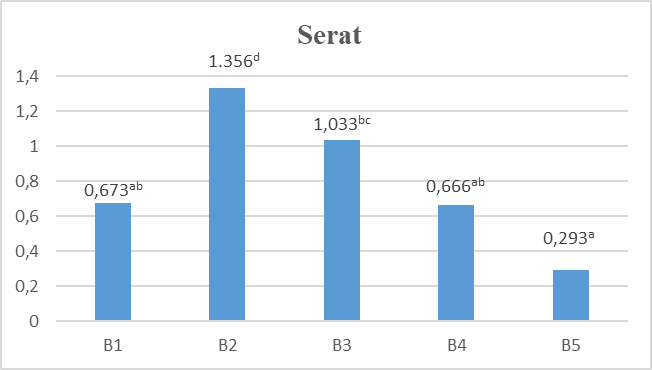 Serat
1.356ᵈ
1,4
1,2
1,033ᵇᶜ
1
0,673ᵃᵇ
0,666ᵃᵇ
0,8
0,6
0,293ᵃ
0,4
0,2
0
B1 B2 B3 B4 B5